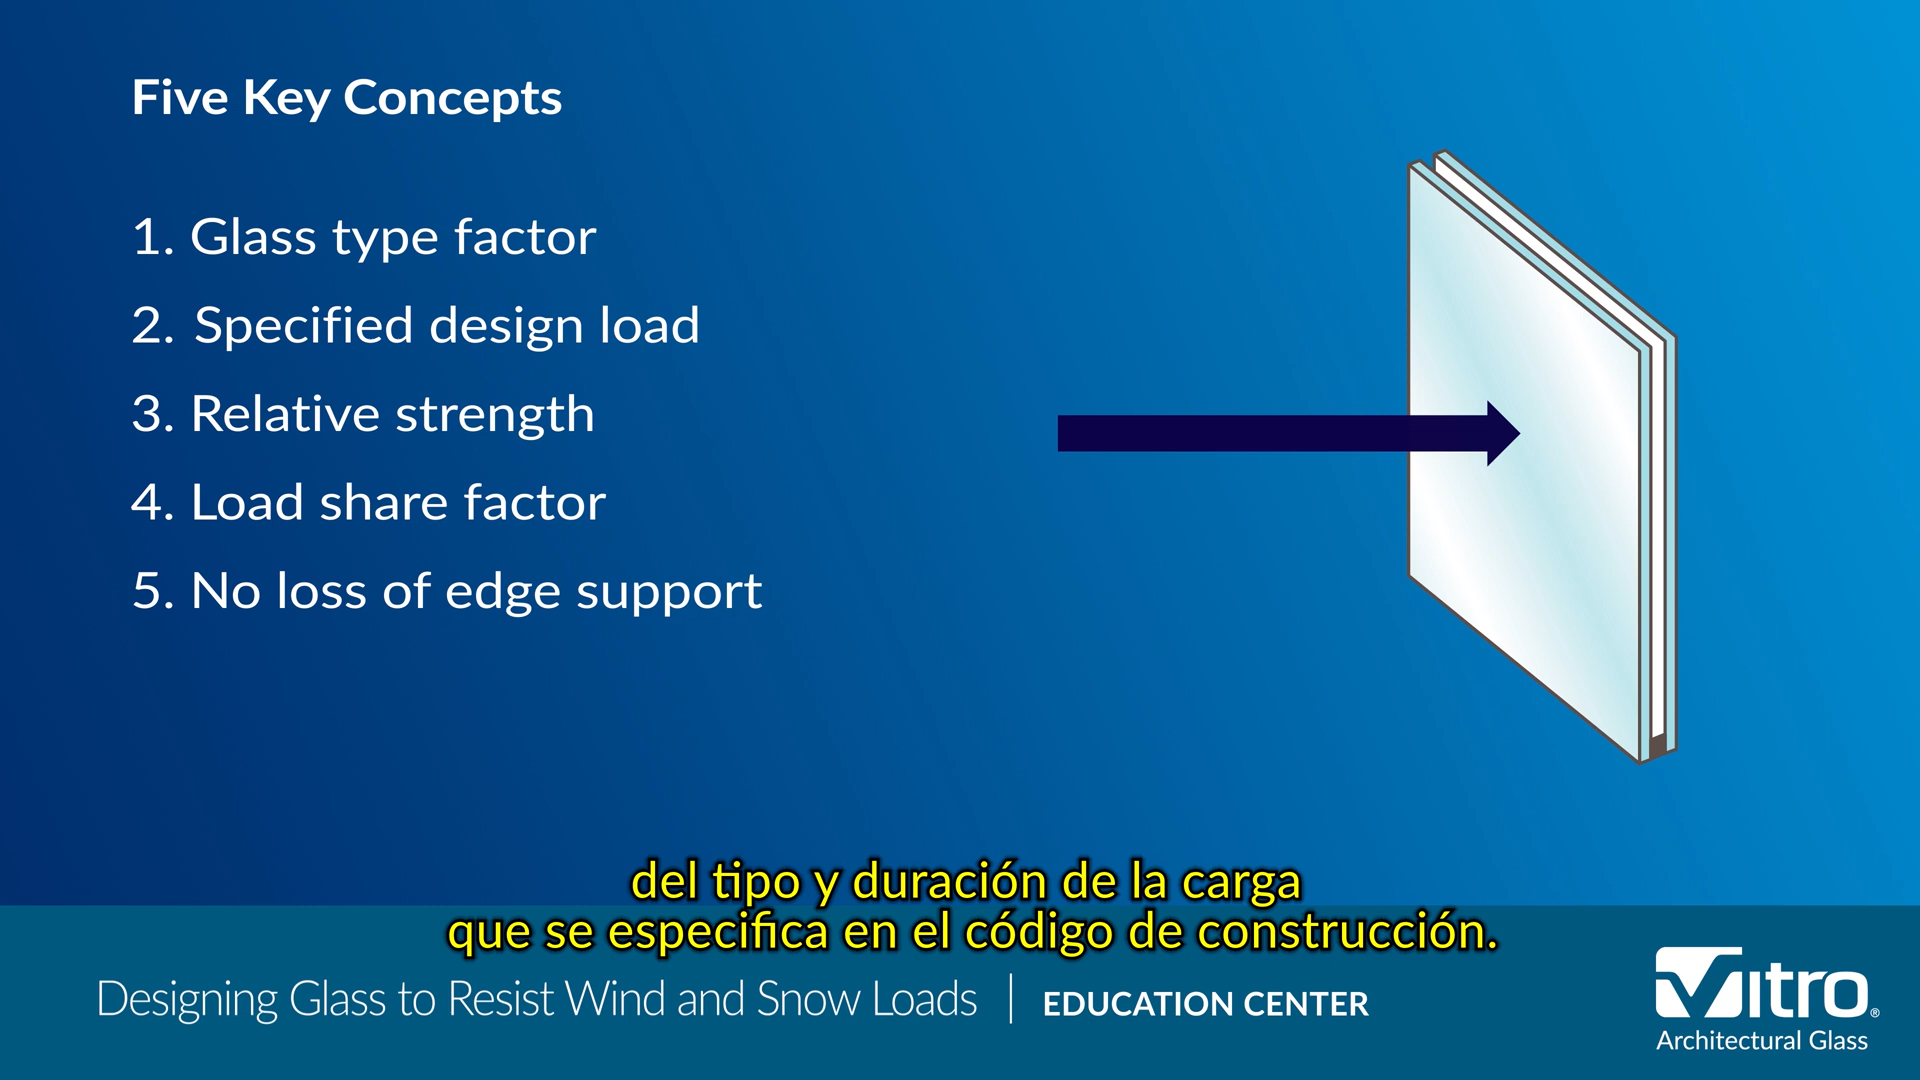 Five Key Concepts
1. Glass type factor
2. Specified design load
3. Relative strength
4. Load share factor
5. No loss of edge support
del tipo y duración de la carga
que se especifica en el código de construcción.
Designing Glass to Resist Wind and Snow Loads | EDUCATION CENTER
Vitro®
Architectural Glass